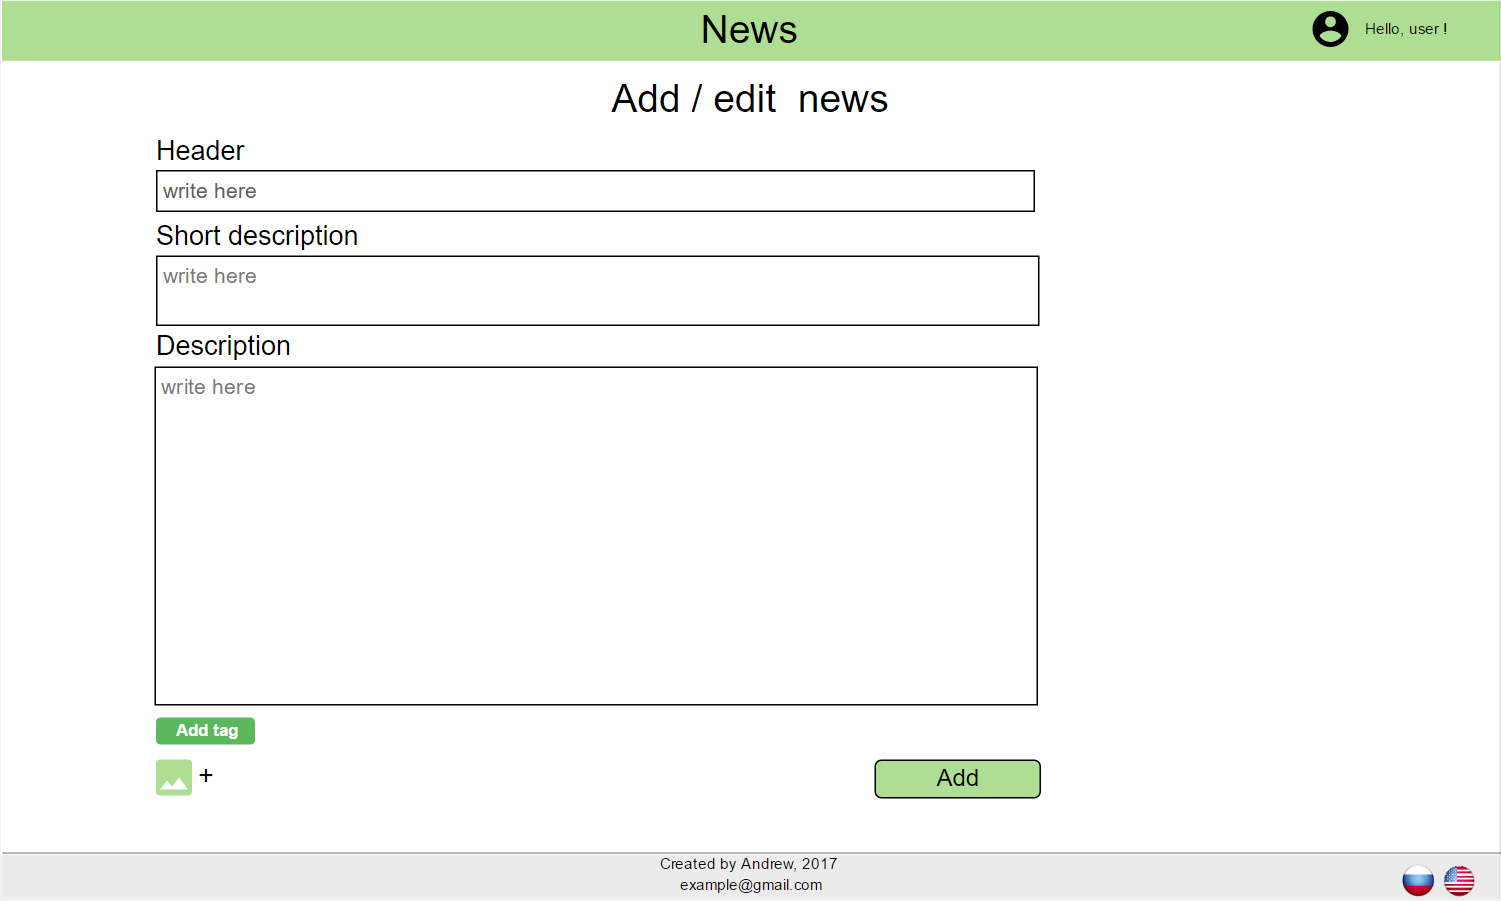 News
Hello, user !
Add / edit  news
Header
write here
Short description
write here
Description
write here
Add tag
+
Add
Created by Andrew, 2017
example@gmail.com